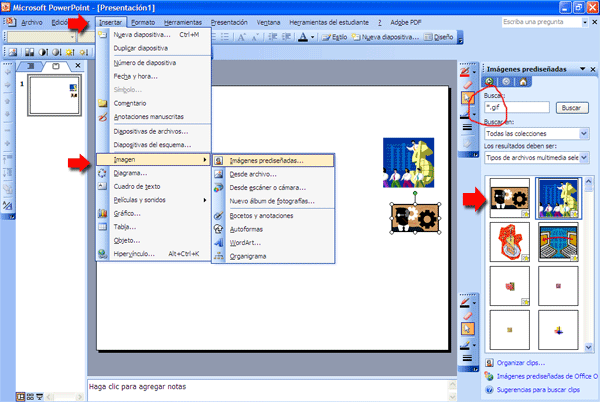 Microsoft PowerPoint - [Presentación1]
Archivo Insertar Formato Herramientas Presentación Ventana Herramientas del estudiante ? Adobe PDF Escriba una pregunta
Estilo Nueva diapositiva... Diseño
Nueva diapositiva... Ctrl+M
Duplicar diapositiva
Número de diapositiva
Fecha y hora...
Símbolo...
Comentario
Anotaciones manuscritas
Diapositivas de archivos...
Diapositivas del esquema...
Imagen
Diagrama...
Cuadro de texto
Películas y sonidos
Gráfico...
Tabla...
Objeto...
Hipervínculo... Alt+Ctrl+K
Imágenes prediseñadas...
Desde archivo...
Desde escáner o cámara...
Nuevo álbum de fotografías...
Bocetos y anotaciones
Autoformas
WordArt...
Organigrama
1
Haga clic para agregar notas
Imágenes prediseñadas
Buscar:
*.gif Buscar
Buscar en:
Todas las colecciones
Los resultados deben ser:
Tipos de archivos multimedia sele
Organizar clips...
Imágenes prediseñadas de Office O
Sugerencias para buscar clips